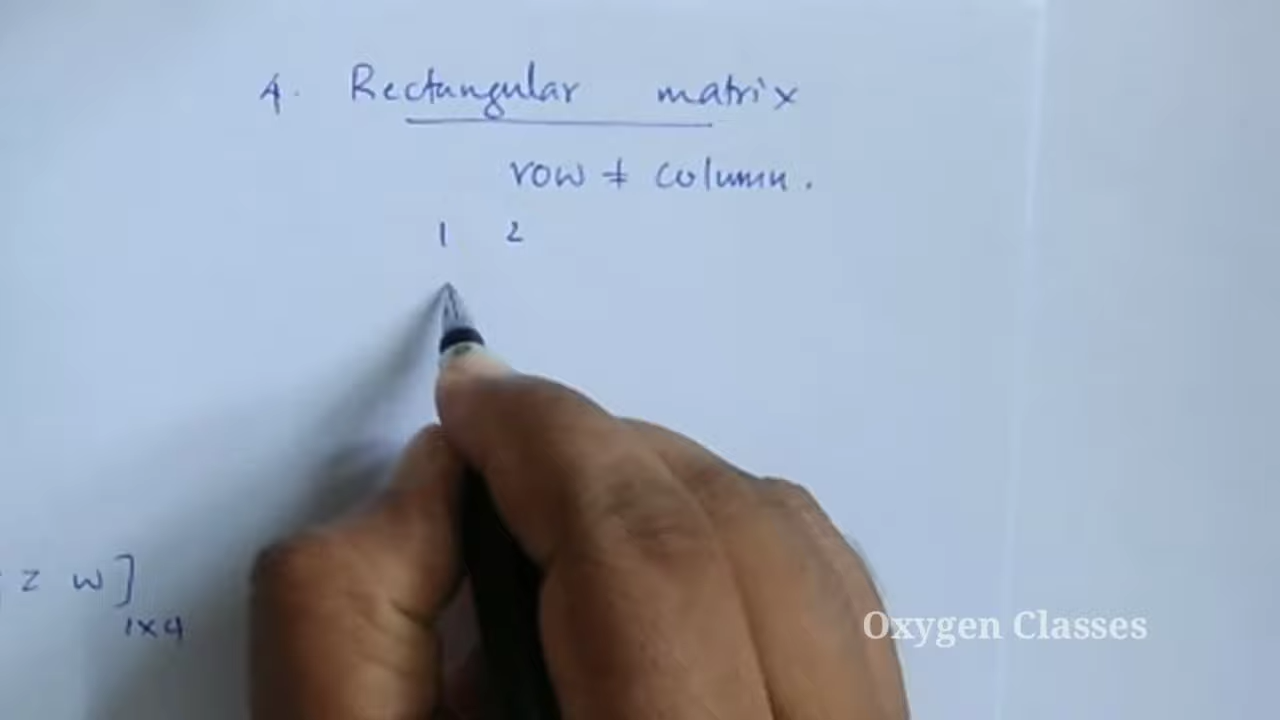 4. Rectangular matrix
row ≠ column.
1 2
z w]
1×4
Oxygen Classes